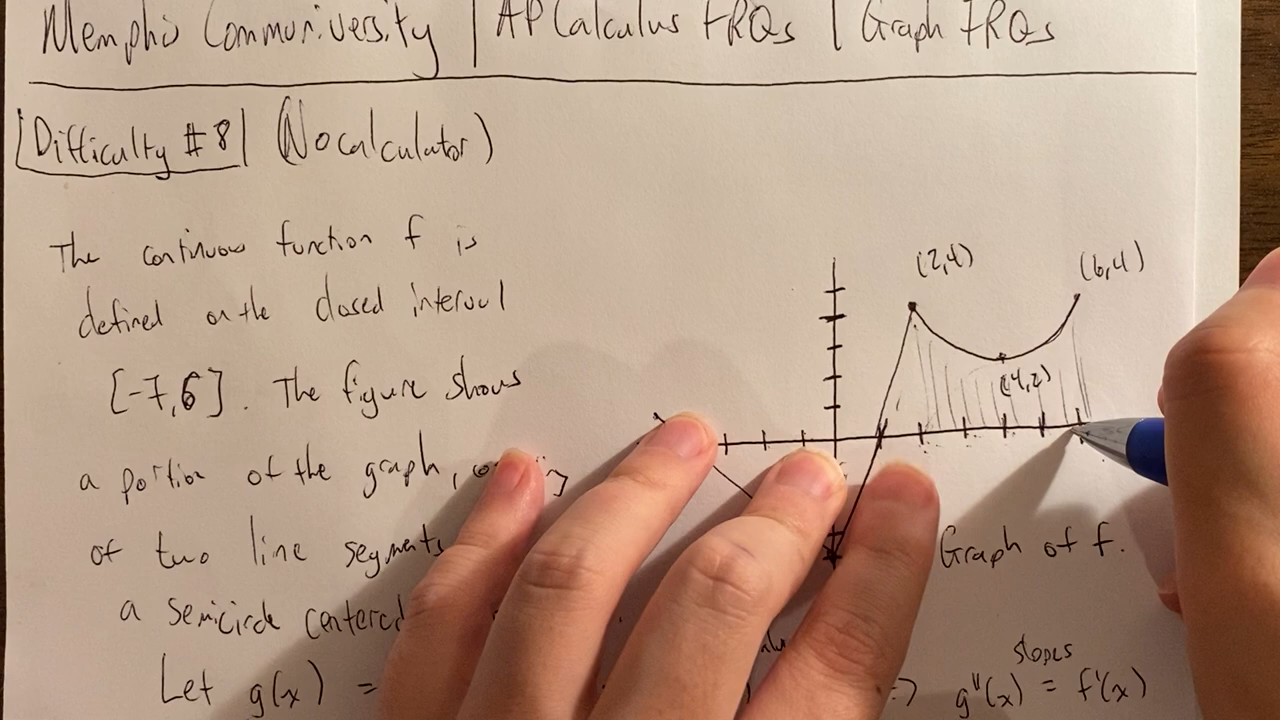 Memphis Communiversity | AP Calculus FRQs | Graph FRQs
Difficulty #8 (No calculator)
The continuous function f is
defined on the closed interval
[-7,6]. The figure shows
a portion of the graph,
of two line segments
a semicircle centered
Let g(x) =
(2,4)
(6,4)
(4,2)
Graph of f.
slopes
=> g"(x) = f'(x)